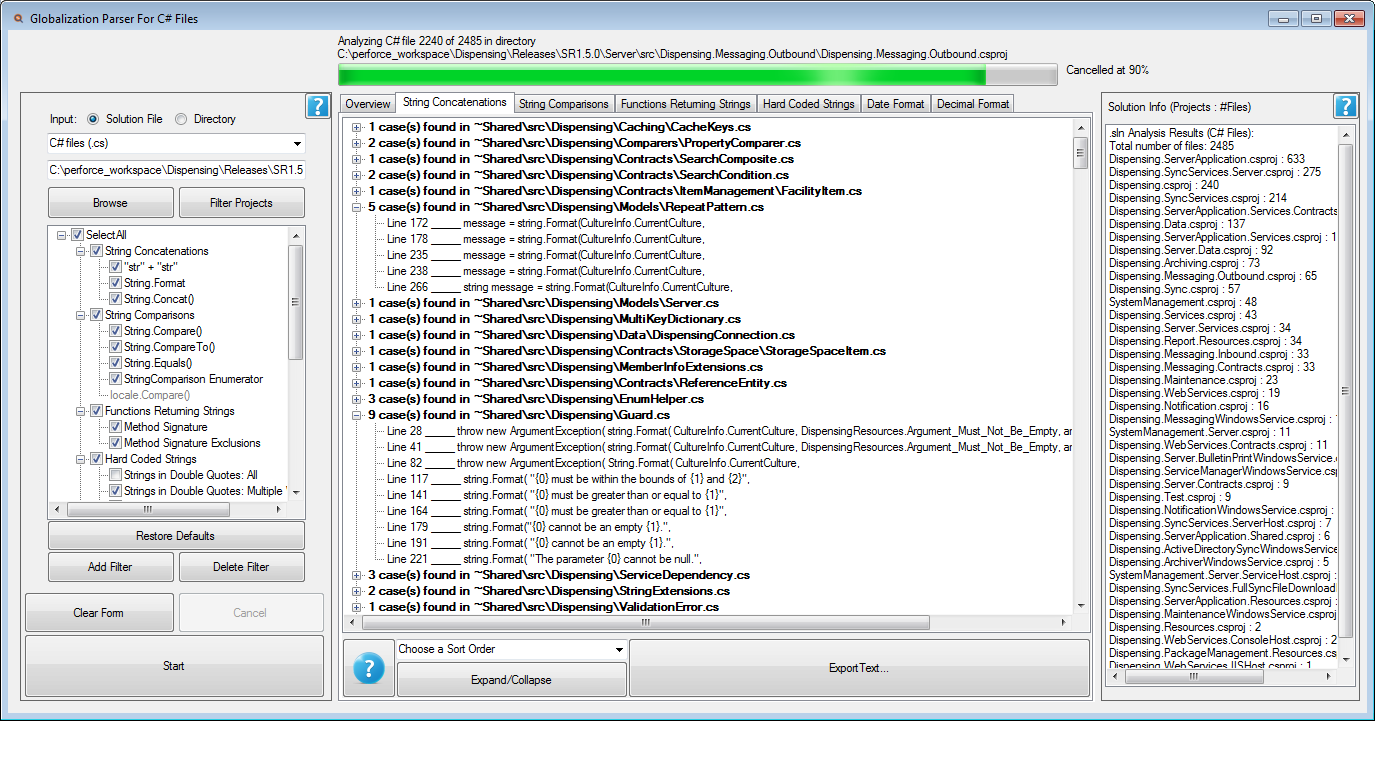 Globalization Parser For C# Files
Analyzing C# file 2240 of 2485 in directory
C:\perforce_workspace\Dispensing\Releases\SR1.5.0\Server\src\Dispensing.Messaging.Outbound\Dispensing.Messaging.Outbound.csproj
Cancelled at 90%
Input: Solution File Directory
C# files (.cs)
C:\perforce_workspace\Dispensing\Releases\SR1.5
Browse Filter Projects
SelectAll
String Concatenations
"str" + "str"
String.Format
String.Concat()
String Comparisons
String.Compare()
String.CompareTo()
String.Equals()
StringComparison Enumerator
locale.Compare()
Functions Returning Strings
Method Signature
Method Signature Exclusions
Hard Coded Strings
Strings in Double Quotes: All
Strings in Double Quotes: Multiple
Restore Defaults
Add Filter Delete Filter
Clear Form Cancel
Start
Overview String Concatenations String Comparisons Functions Returning Strings Hard Coded Strings Date Format Decimal Format
1 case(s) found in ~Shared\src\Dispensing\Caching\CacheKeys.cs
2 case(s) found in ~Shared\src\Dispensing\Comparers\PropertyComparer.cs
1 case(s) found in ~Shared\src\Dispensing\Contracts\SearchComposite.cs
2 case(s) found in ~Shared\src\Dispensing\Contracts\SearchCondition.cs
1 case(s) found in ~Shared\src\Dispensing\Contracts\ItemManagement\FacilityItem.cs
5 case(s) found in ~Shared\src\Dispensing\Models\RepeatPattern.cs
Line 172 _____ message = string.Format(CultureInfo.CurrentCulture,
Line 178 _____ message = string.Format(CultureInfo.CurrentCulture,
Line 235 _____ message = string.Format(CultureInfo.CurrentCulture,
Line 238 _____ message = string.Format(CultureInfo.CurrentCulture,
Line 266 _____ string message = string.Format(CultureInfo.CurrentCulture,
1 case(s) found in ~Shared\src\Dispensing\Models\Server.cs
1 case(s) found in ~Shared\src\Dispensing\MultiKeyDictionary.cs
1 case(s) found in ~Shared\src\Dispensing\Data\DispensingConnection.cs
1 case(s) found in ~Shared\src\Dispensing\Contracts\StorageSpace\StorageSpaceItem.cs
1 case(s) found in ~Shared\src\Dispensing\MemberInfoExtensions.cs
1 case(s) found in ~Shared\src\Dispensing\Contracts\ReferenceEntity.cs
3 case(s) found in ~Shared\src\Dispensing\EnumHelper.cs
9 case(s) found in ~Shared\src\Dispensing\Guard.cs
Line 28 _____ throw new ArgumentException( string.Format( CultureInfo.CurrentCulture, DispensingResources.Argument_Must_Not_Be_Empty, ar
Line 41 _____ throw new ArgumentException( string.Format( CultureInfo.CurrentCulture, DispensingResources.Argument_Must_Not_Be_Empty, ar
Line 82 _____ throw new ArgumentException( String.Format( CultureInfo.CurrentCulture,
Line 117 _____ string.Format( "{0} must be within the bounds of {1} and {2}",
Line 141 _____ string.Format( "{0} must be greater than or equal to {1}",
Line 164 _____ string.Format( "{0} must be greater than or equal to {1}",
Line 179 _____ string.Format("{0} cannot be an empty {1}.",
Line 191 _____ string.Format( "{0} cannot be an empty {1}.",
Line 221 _____ string.Format( "The parameter {0} cannot be null.",
3 case(s) found in ~Shared\src\Dispensing\ServiceDependency.cs
2 case(s) found in ~Shared\src\Dispensing\StringExtensions.cs
1 case(s) found in ~Shared\src\Dispensing\ValidationError.cs
Choose a Sort Order
Expand/Collapse
Export Text...
Solution Info (Projects : #Files)
.sln Analysis Results (C# Files):
Total number of files: 2485
Dispensing.ServerApplication.csproj : 633
Dispensing.SyncServices.Server.csproj : 275
Dispensing.csproj : 240
Dispensing.SyncServices.csproj : 214
Dispensing.ServerApplication.Services.Contracts
Dispensing.Data.csproj : 137
Dispensing.ServerApplication.Services.csproj : 1
Dispensing.Server.Data.csproj : 92
Dispensing.Archiving.csproj : 73
Dispensing.Messaging.Outbound.csproj : 65
Dispensing.Sync.csproj : 57
SystemManagement.csproj : 48
Dispensing.Services.csproj : 43
Dispensing.Server.Services.csproj : 34
Dispensing.Report.Resources.csproj : 34
Dispensing.Messaging.Inbound.csproj : 33
Dispensing.Messaging.Contracts.csproj : 33
Dispensing.Maintenance.csproj : 23
Dispensing.WebServices.csproj : 19
Dispensing.Notification.csproj : 16
Dispensing.MessagingWindowsService.csproj :
SystemManagement.Server.csproj : 11
Dispensing.WebServices.Contracts.csproj : 11
Dispensing.Server.BulletinPrintWindowsService.c
Dispensing.ServiceManagerWindowsService.csp
Dispensing.Server.Contracts.csproj : 9
Dispensing.Test.csproj : 9
Dispensing.NotificationWindowsService.csproj :
Dispensing.SyncServices.ServerHost.csproj : 7
Dispensing.ServerApplication.Shared.csproj : 6
Dispensing.ActiveDirectorySyncWindowsService
Dispensing.ArchiverWindowsService.csproj : 5
SystemManagement.Server.ServiceHost.csproj :
Dispensing.SyncServices.FullSyncFileDownload
Dispensing.ServerApplication.Resources.csproj :
Dispensing.MaintenanceWindowsService.csproj
Dispensing.Resources.csproj : 2
Dispensing.WebServices.ConsoleHost.csproj : 2
Dispensing.PackageManagement.Resources.cs
Dispensing.WebServices.IISHost.csproj : 1